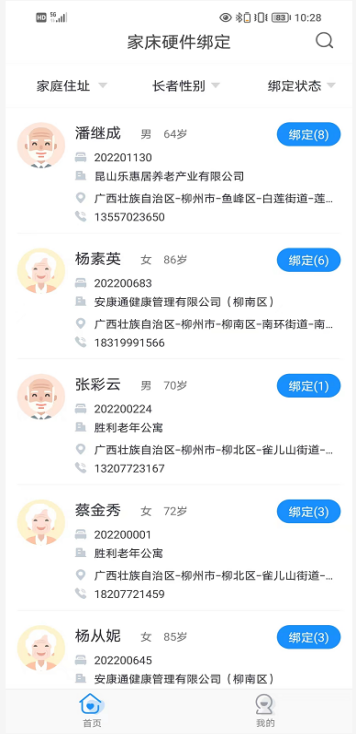 HD 5G 83 10:28
家床硬件绑定
家庭住址 长者性别 绑定状态
潘继成 男 64岁 绑定(8)
202201130
昆山乐惠居养老产业有限公司
广西壮族自治区-柳州市-鱼峰区-白莲街道-莲...
13557023650
杨素英 女 86岁 绑定(6)
202200683
安康通健康管理有限公司（柳南区）
广西壮族自治区-柳州市-柳南区-南环街道-南...
18319991566
张彩云 男 70岁 绑定(1)
202200224
胜利老年公寓
广西壮族自治区-柳州市-柳北区-雀儿山街道-...
13207723167
蔡金秀 女 72岁 绑定(3)
202200001
胜利老年公寓
广西壮族自治区-柳州市-柳北区-雀儿山街道-...
18207721459
杨从妮 女 85岁 绑定(3)
202200645
安康通健康管理有限公司（柳南区）
首页 我的